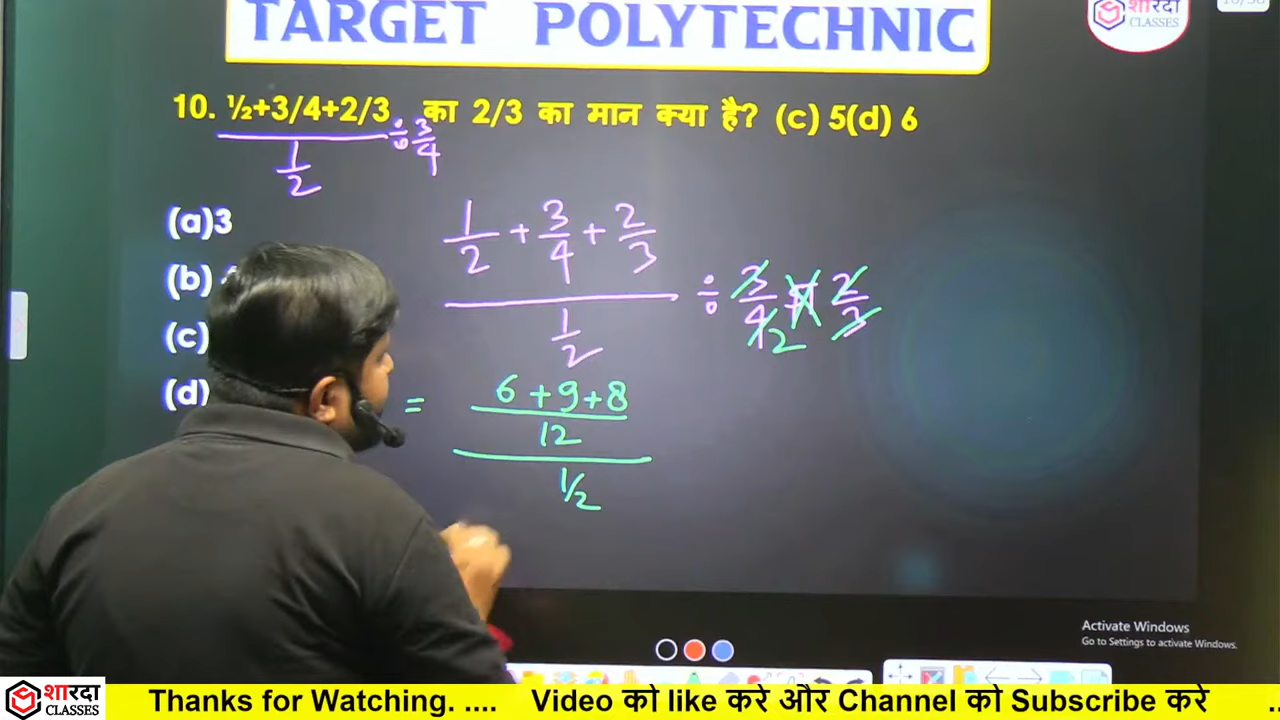 TARGET POLYTECHNIC
शारदा
CLASSES
10. ½+3/4+2/3 का 2/3 का मान क्या है? (c) 5(d) 6
1/2 ÷ 3/4
(a)3
(b)
(c)
(d)
1/2 + 3/4 + 2/3
1/2
÷ 3/4 2 2/3
= 6 + 9 + 8
12
1/2
Activate Windows
Go to Settings to activate Windows.
शारदा
CLASSES
Thanks for Watching. .... Video को like करे और Channel को Subscribe करे ..